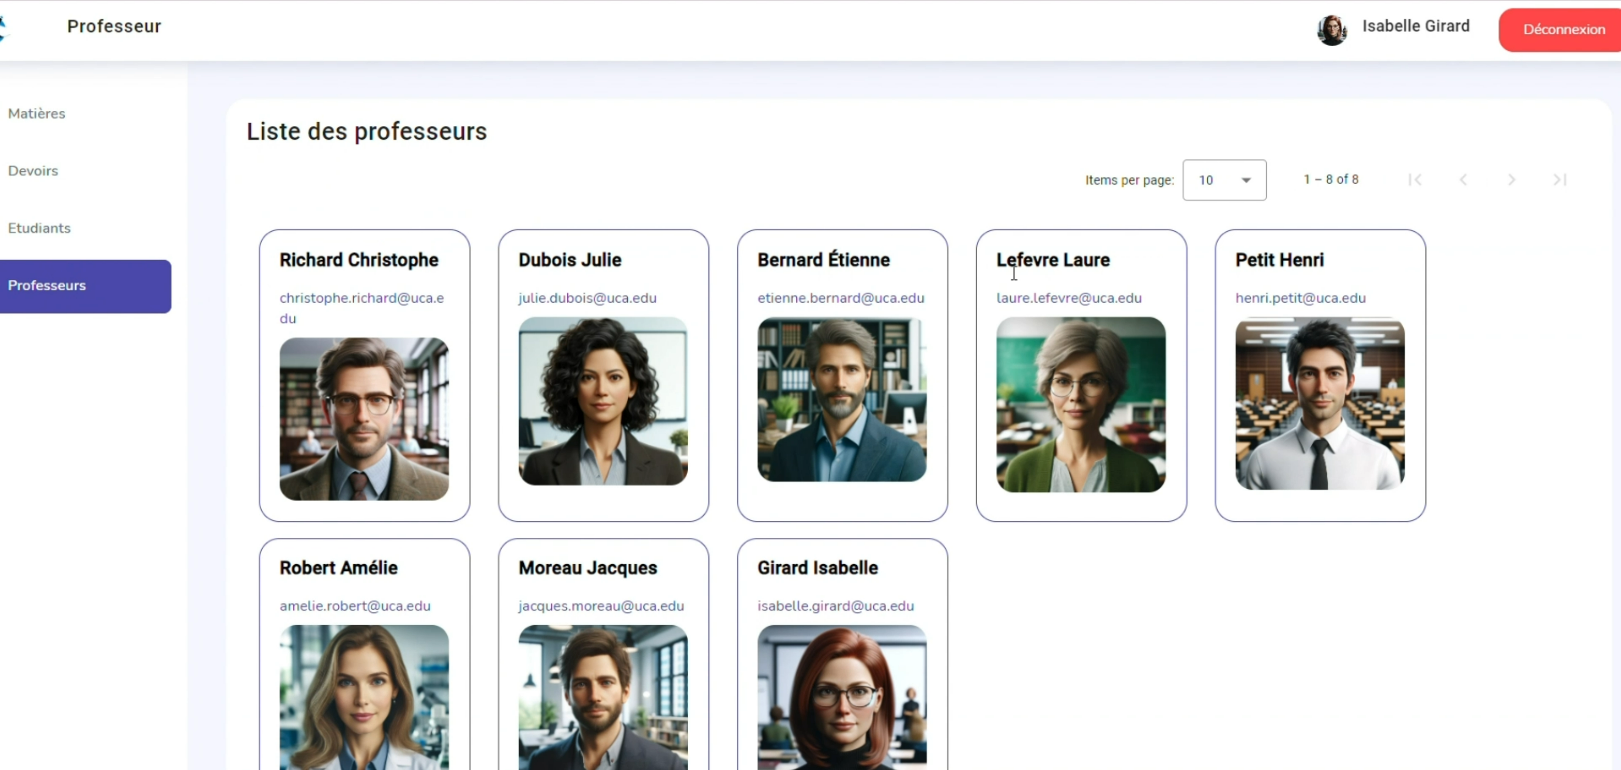 Professeur
Isabelle Girard
Déconnexion
Matières
Devoirs
Etudiants
Professeurs
Liste des professeurs
Items per page:
10
1 – 8 of 8
Richard Christophe
christophe.richard@uca.e
du
Dubois Julie
julie.dubois@uca.edu
Bernard Étienne
etienne.bernard@uca.edu
Lefevre Laure
laure.lefevre@uca.edu
Petit Henri
henri.petit@uca.edu
Robert Amélie
amelie.robert@uca.edu
Moreau Jacques
jacques.moreau@uca.edu
Girard Isabelle
isabelle.girard@uca.edu